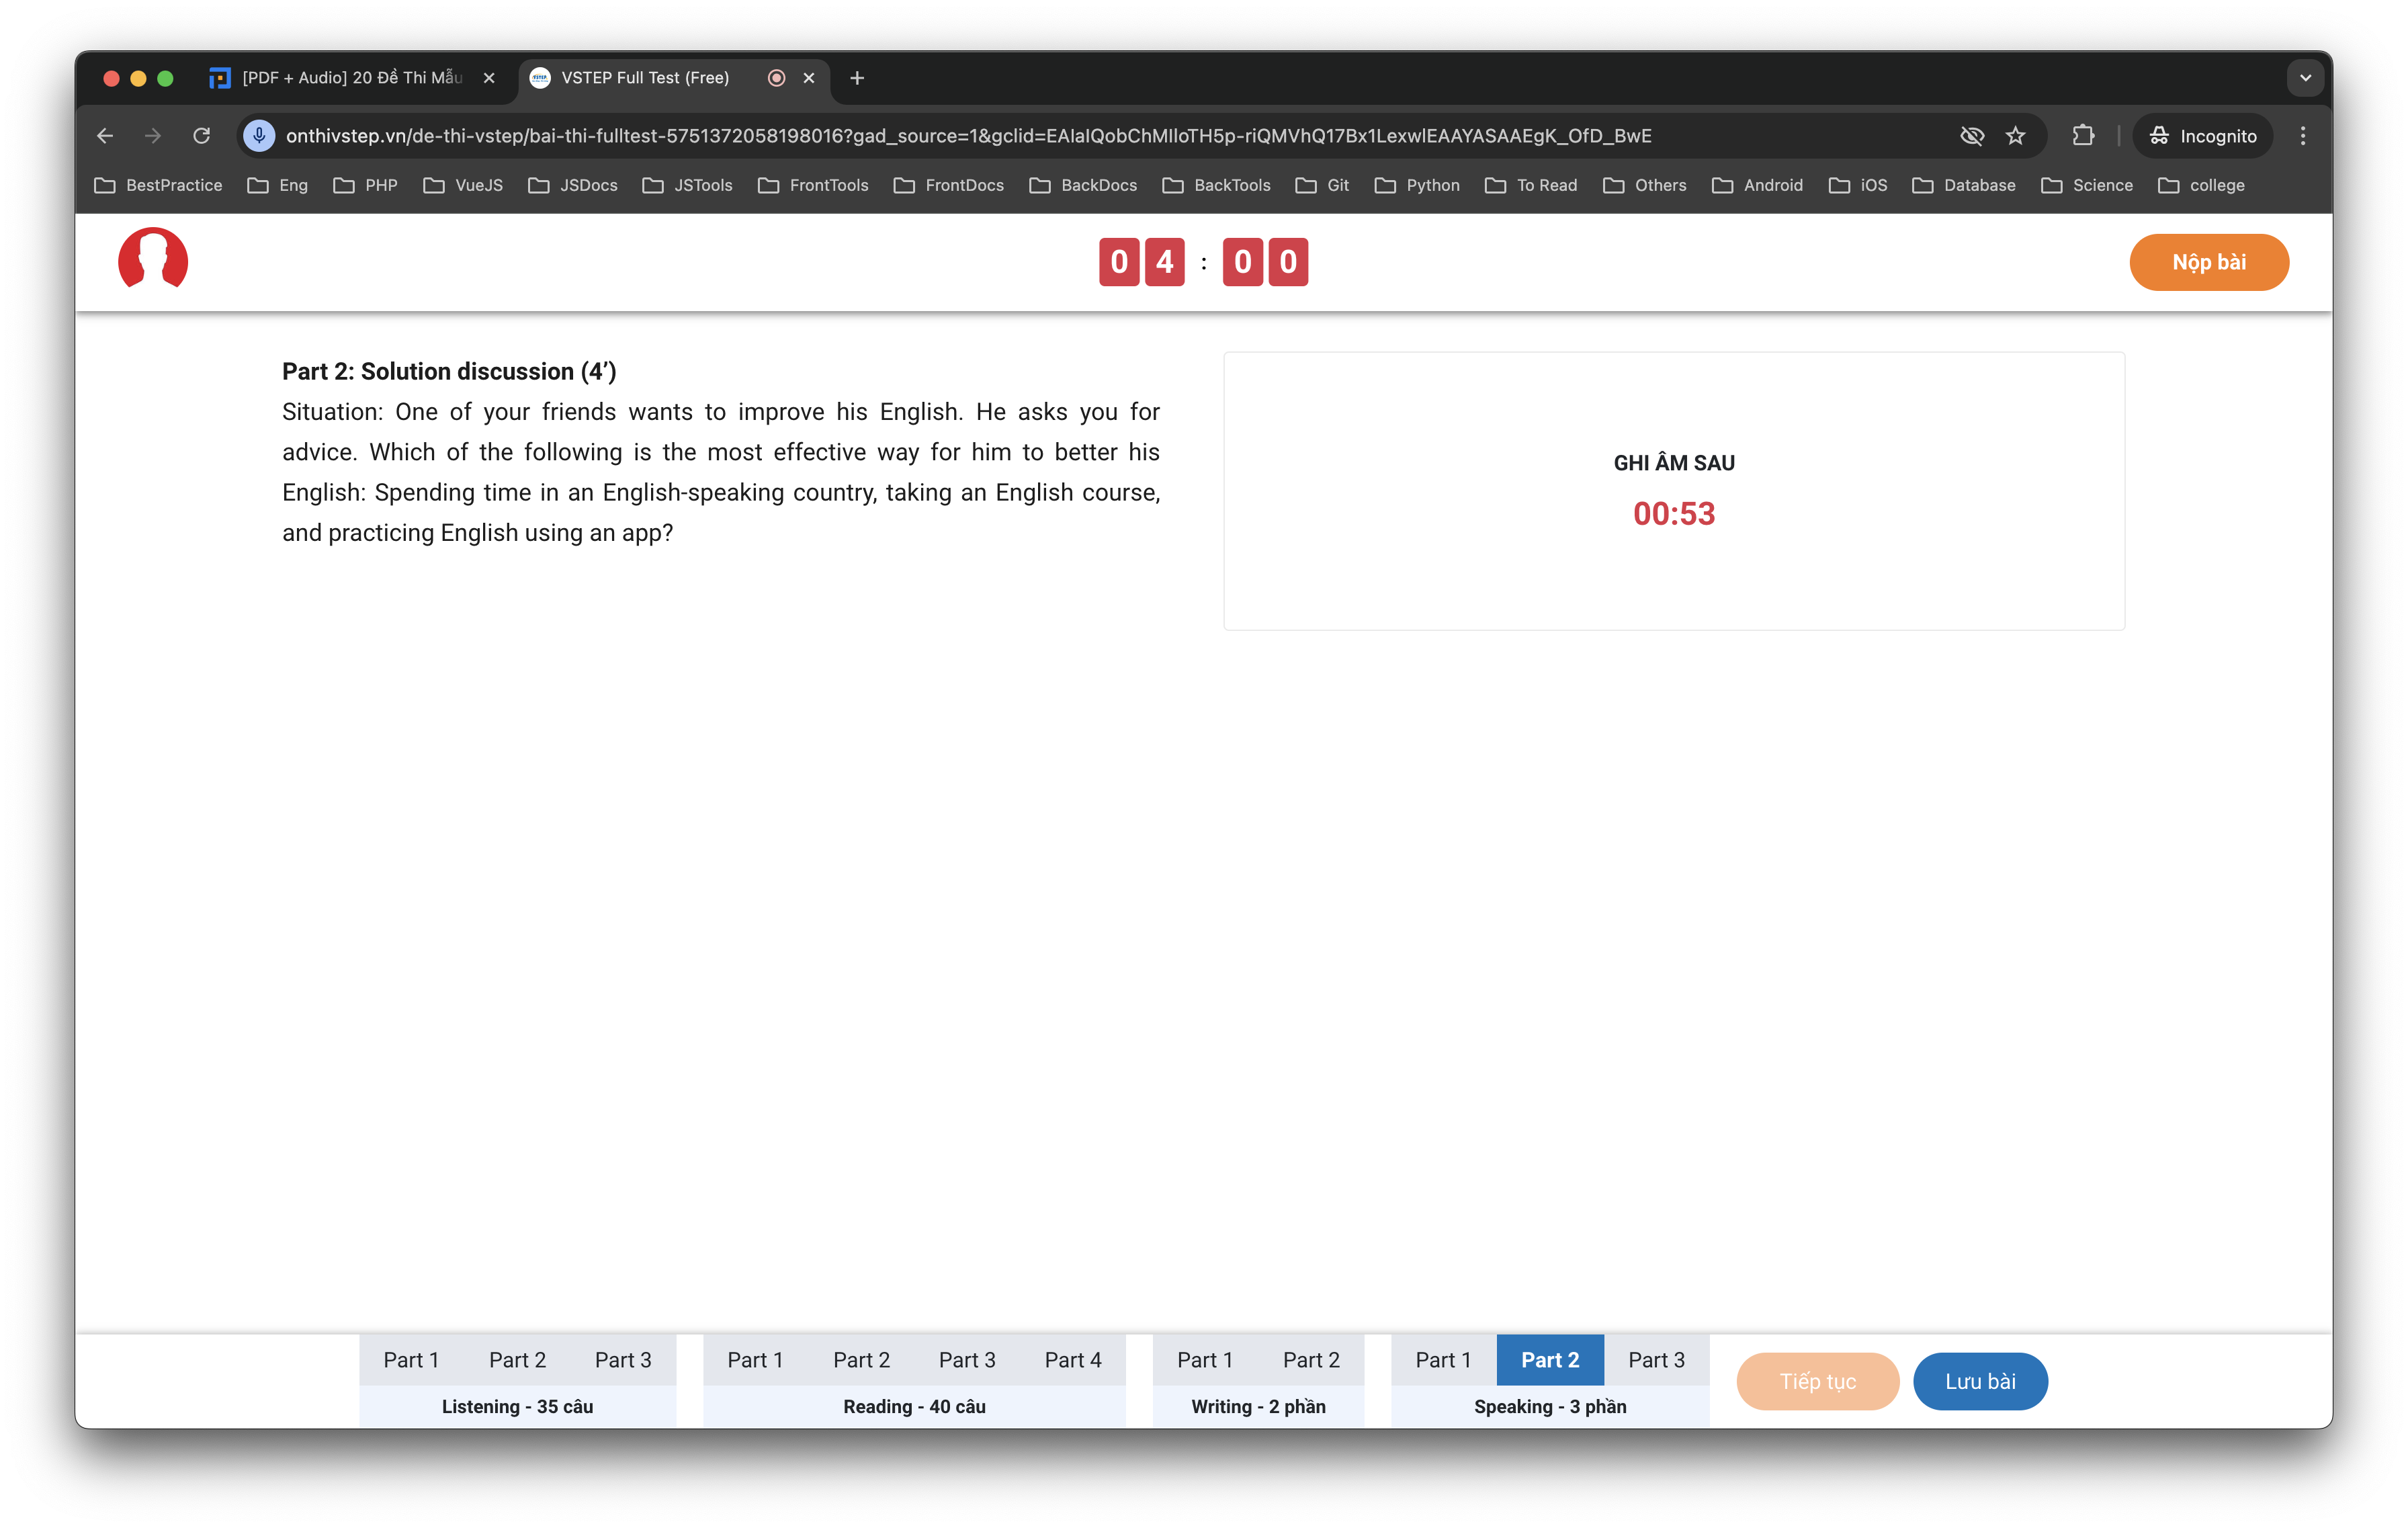 [PDF + Audio] 20 Đề Thi Mẫu
VSTEP Full Test (Free)
onthivstep.vn/de-thi-vstep/bai-thi-fulltest-5751372058198016?gad_source=1&gclid=EAIaIQobChMIloTH5p-riQMVhQ17Bx1LexwlEAAYASAAEgK_OfD_BwE
Incognito
BestPractice Eng PHP VueJS JSDocs JSTools FrontTools FrontDocs BackDocs BackTools Git Python To Read Others Android iOS Database Science college
04 : 00
Nộp bài
Part 2: Solution discussion (4’)
Situation: One of your friends wants to improve his English. He asks you for
advice. Which of the following is the most effective way for him to better his
English: Spending time in an English-speaking country, taking an English course,
and practicing English using an app?
GHI ÂM SAU
00:53
Part 1 Part 2 Part 3
Listening - 35 câu
Part 1 Part 2 Part 3 Part 4
Reading - 40 câu
Part 1 Part 2
Writing - 2 phần
Part 1 Part 2 Part 3
Speaking - 3 phần
Tiếp tục
Lưu bài